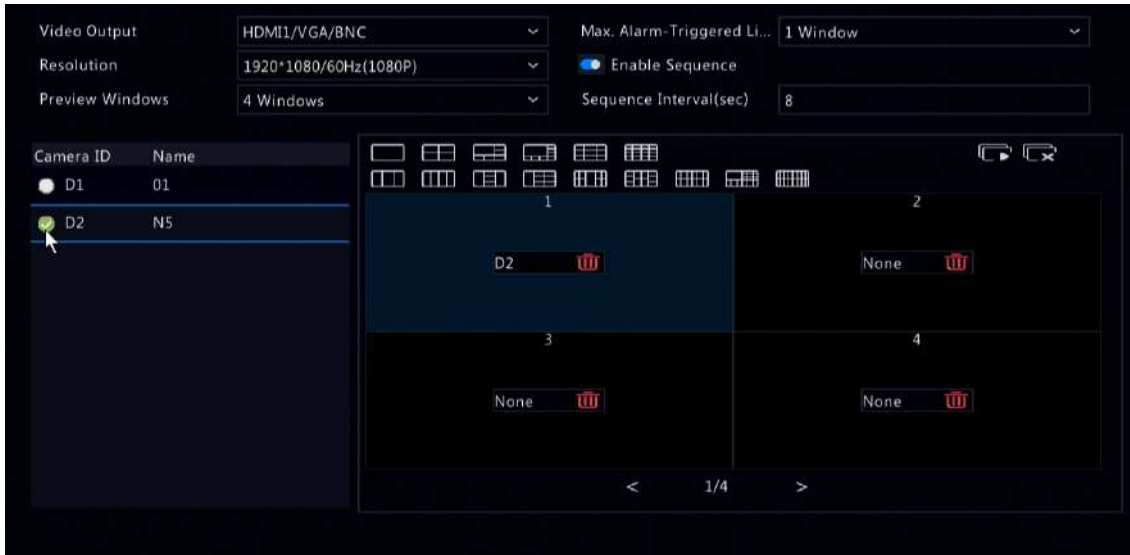 Video Output HDMI1/VGA/BNC Max. Alarm-Triggered Li... 1 Window
Resolution 1920*1080/60Hz(1080P) Enable Sequence
Preview Windows 4 Windows Sequence Interval(sec) 8
Camera ID Name
D1 01
D2 N5
1 2
D2 None
3 4
None None
< 1/4 >